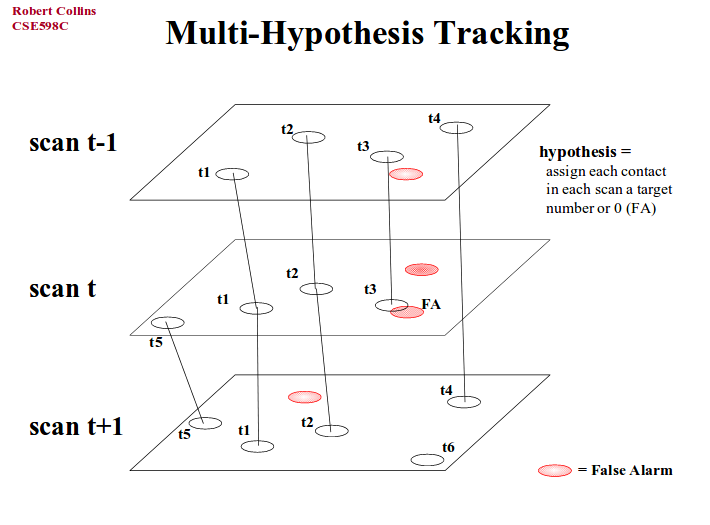 Robert Collins
CSE598C
Multi-Hypothesis Tracking
scan t-1
t1
t2
t3
t4
hypothesis =
assign each contact
in each scan a target
number or 0 (FA)
scan t
t5
t1
t2
t3
FA
scan t+1
t5
t1
t2
t4
t6
= False Alarm